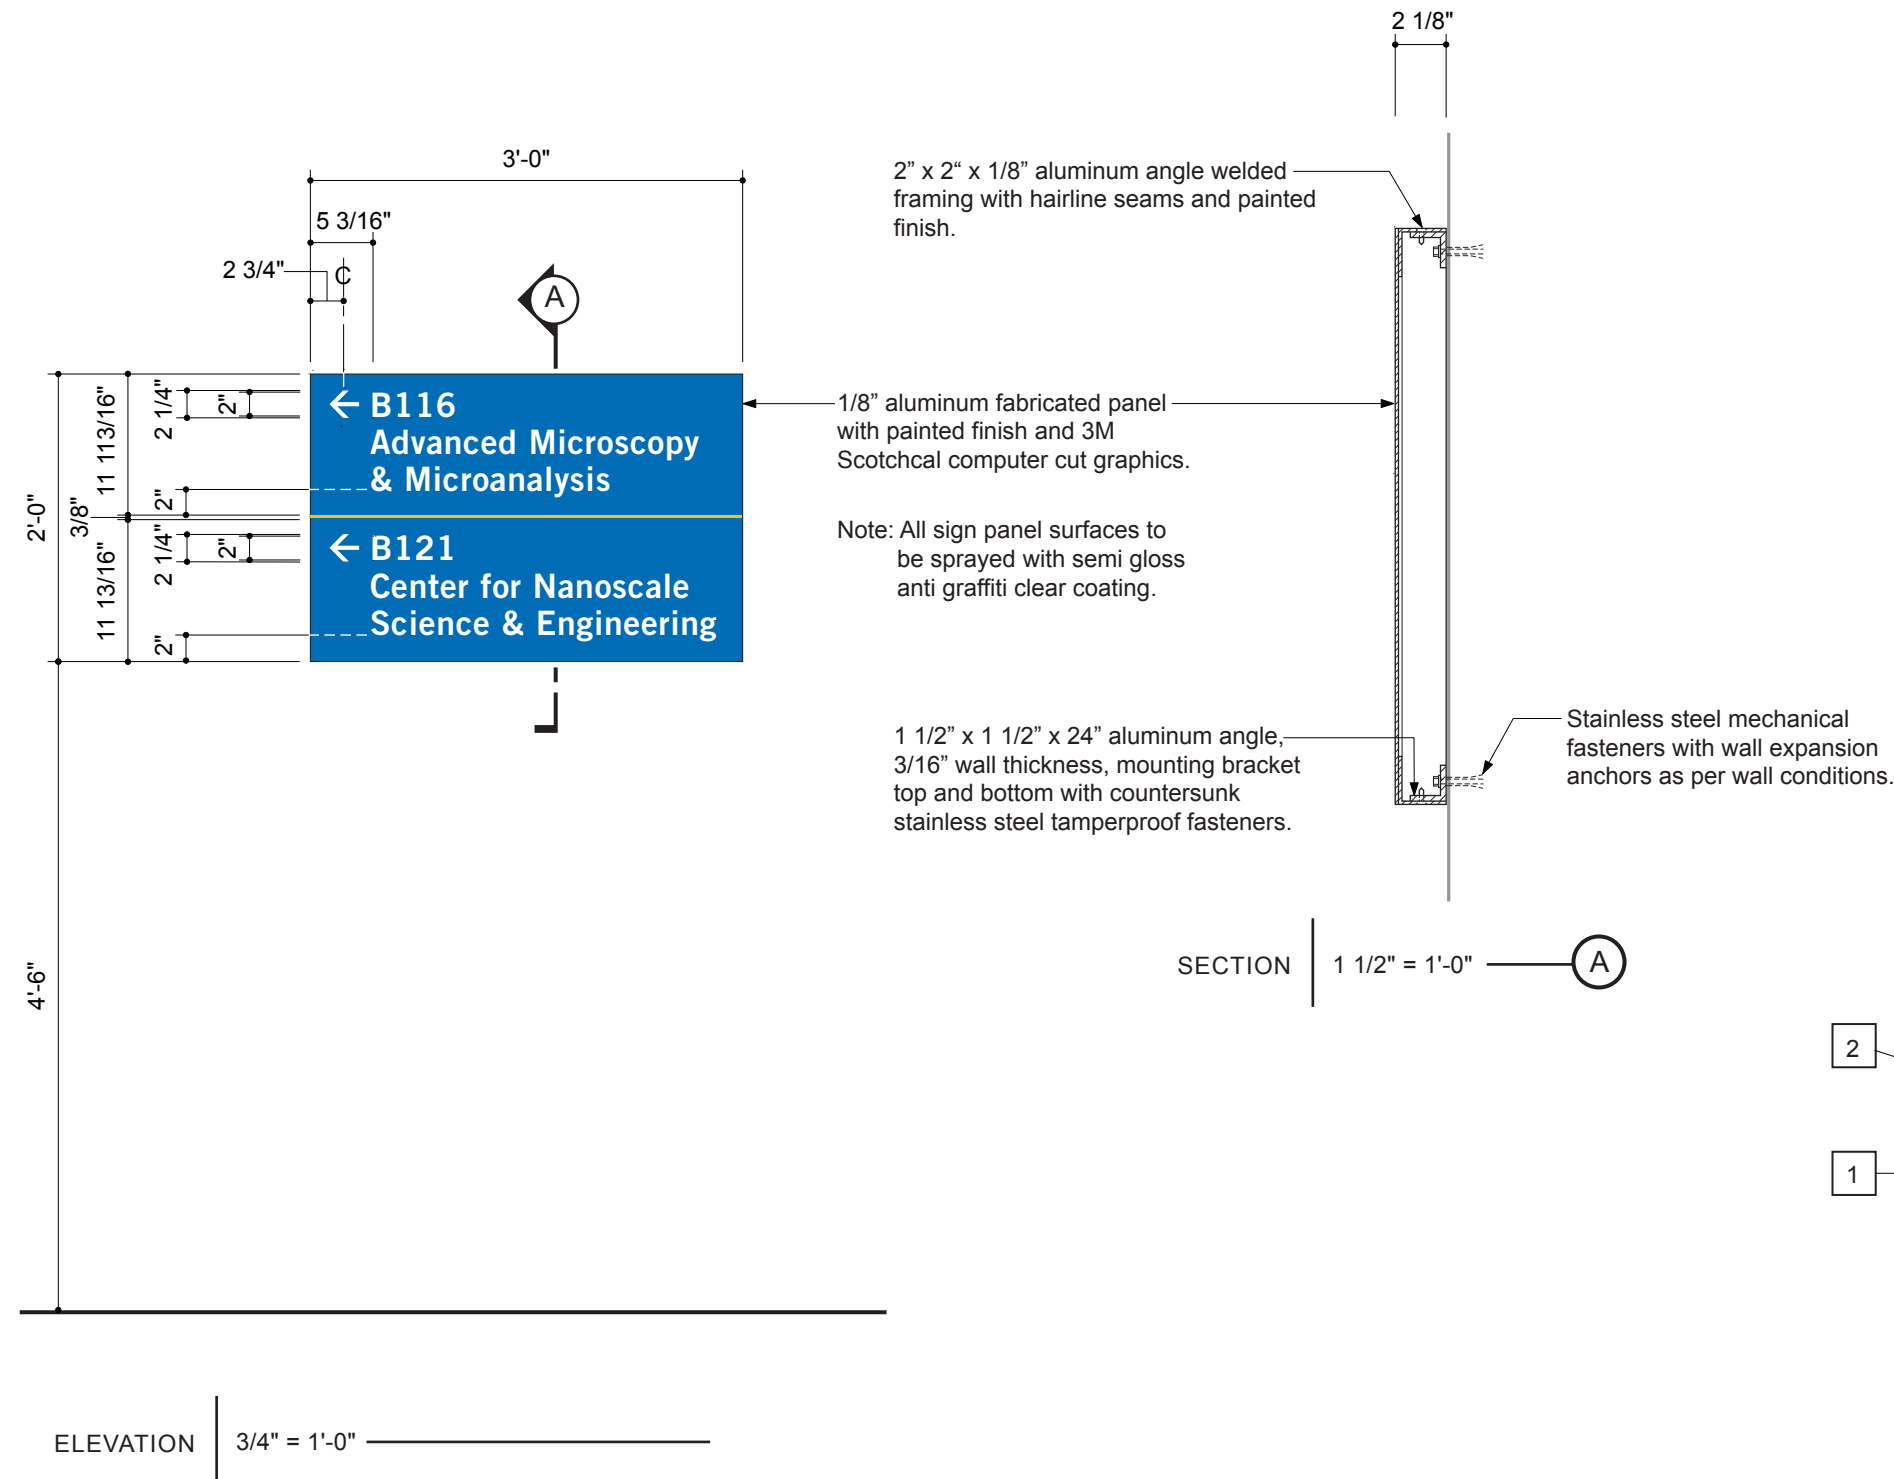 2 1/8"
3'-0"
5 3/16"
2 3/4"
C
A
2” x 2“ x 1/8” aluminum angle welded
framing with hairline seams and painted
finish.
2'-0"
3/8"
11 113/16"
2 1/4"
2"
2"
11 13/16"
2 1/4"
2"
2"
← B116
Advanced Microscopy
& Microanalysis
← B121
Center for Nanoscale
Science & Engineering
1/8” aluminum fabricated panel
with painted finish and 3M
Scotchcal computer cut graphics.
Note: All sign panel surfaces to
be sprayed with semi gloss
anti graffiti clear coating.
1 1/2” x 1 1/2” x 24” aluminum angle,
3/16” wall thickness, mounting bracket
top and bottom with countersunk
stainless steel tamperproof fasteners.
Stainless steel mechanical
fasteners with wall expansion
anchors as per wall conditions.
4'-6"
SECTION
1 1/2" = 1'-0"
A
2
1
ELEVATION
3/4" = 1'-0"